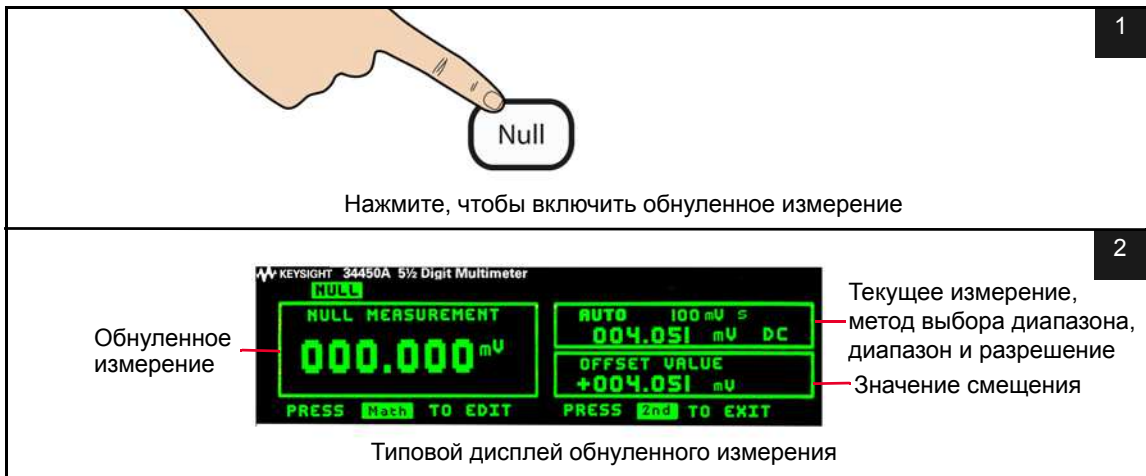 1
Null
Нажмите, чтобы включить обнуленное измерение
2
KEYSIGHT 34450A 5½ Digit Multimeter
NULL
NULL MEASUREMENT
000.000 mV
PRESS Math TO EDIT
AUTO 100 mV S
004.051 mV DC
OFFSET VALUE
+004.051 mV
PRESS 2nd TO EXIT
Обнуленное
измерение
Текущее измерение,
метод выбора диапазона,
диапазон и разрешение
Значение смещения
Типовой дисплей обнуленного измерения